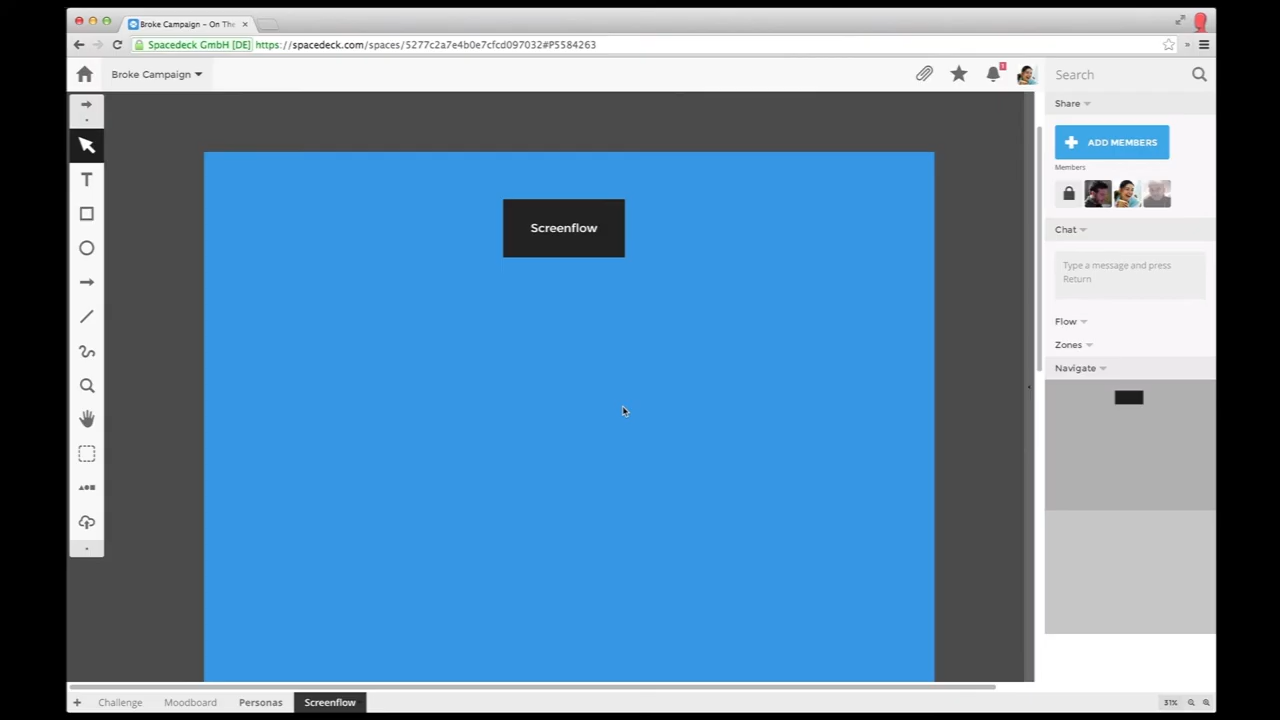 Broke Campaign - On The
Spacedeck GmbH [DE] https://spacedeck.com/spaces/5277c2a7e4b0e7cfcd097032#P5584263
Broke Campaign
1
Search
Share
ADD MEMBERS
Members
Chat
Type a message and press
Return
Flow
Zones
Navigate
T
Screenflow
+ Challenge Moodboard Personas Screenflow
31%